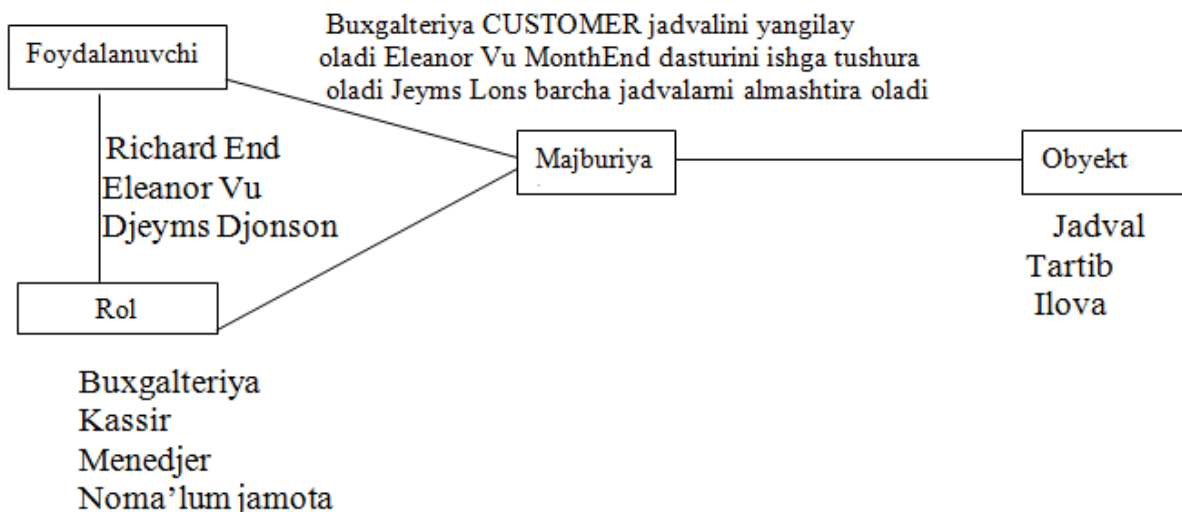 Buxgalteriya CUSTOMER jadvalini yangilay
oladi Eleanor Vu MonthEnd dasturini ishga tushura
oladi Jeyms Lons barcha jadvalarni almashtira oladi
Foydalanuvchi
Richard End
Eleanor Vu
Djeyms Djonson
Majburiya
Obyekt
Jadval
Tartib
Ilova
Rol
Buxgalteriya
Kassir
Menedjer
Noma’lum jamota